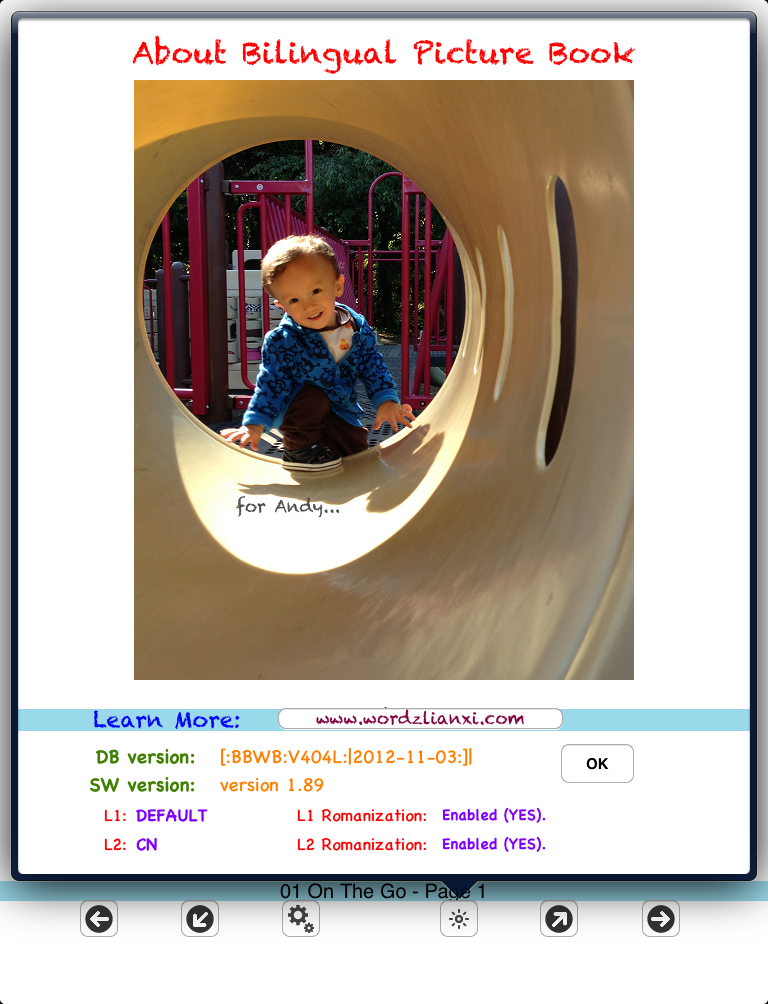 About Bilingual Picture Book
for Andy...
Learn More: www.wordzlianxi.com
DB version: [:BBWB:V404L:|2012-11-03:]|
SW version: version 1.89
OK
L1: DEFAULT L1 Romanization: Enabled (YES).
L2: CN L2 Romanization: Enabled (YES).
01 On The Go - Page 1